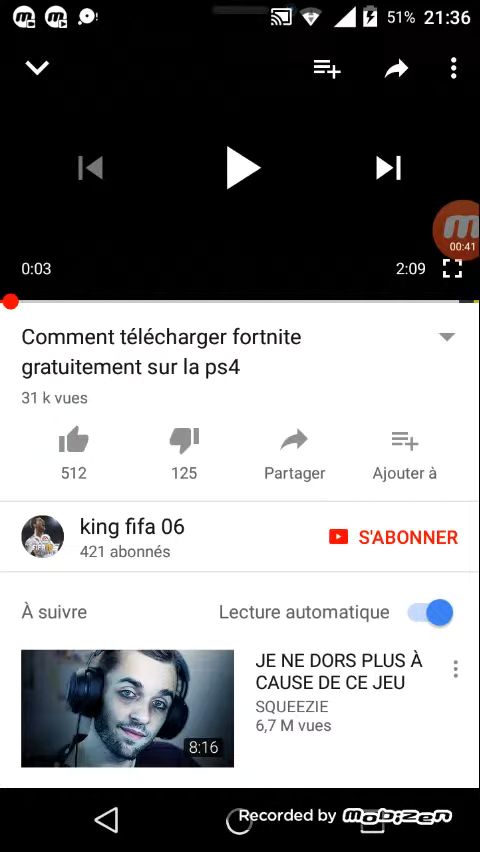 51% 21:36
00:41
0:03
2:09
Comment télécharger fortnite
gratuitement sur la ps4
31 k vues
512
125
Partager
Ajouter à
king fifa 06
421 abonnés
S'ABONNER
À suivre
Lecture automatique
JE NE DORS PLUS À
CAUSE DE CE JEU
SQUEEZIE
6,7 M vues
8:16
Recorded by mobizen